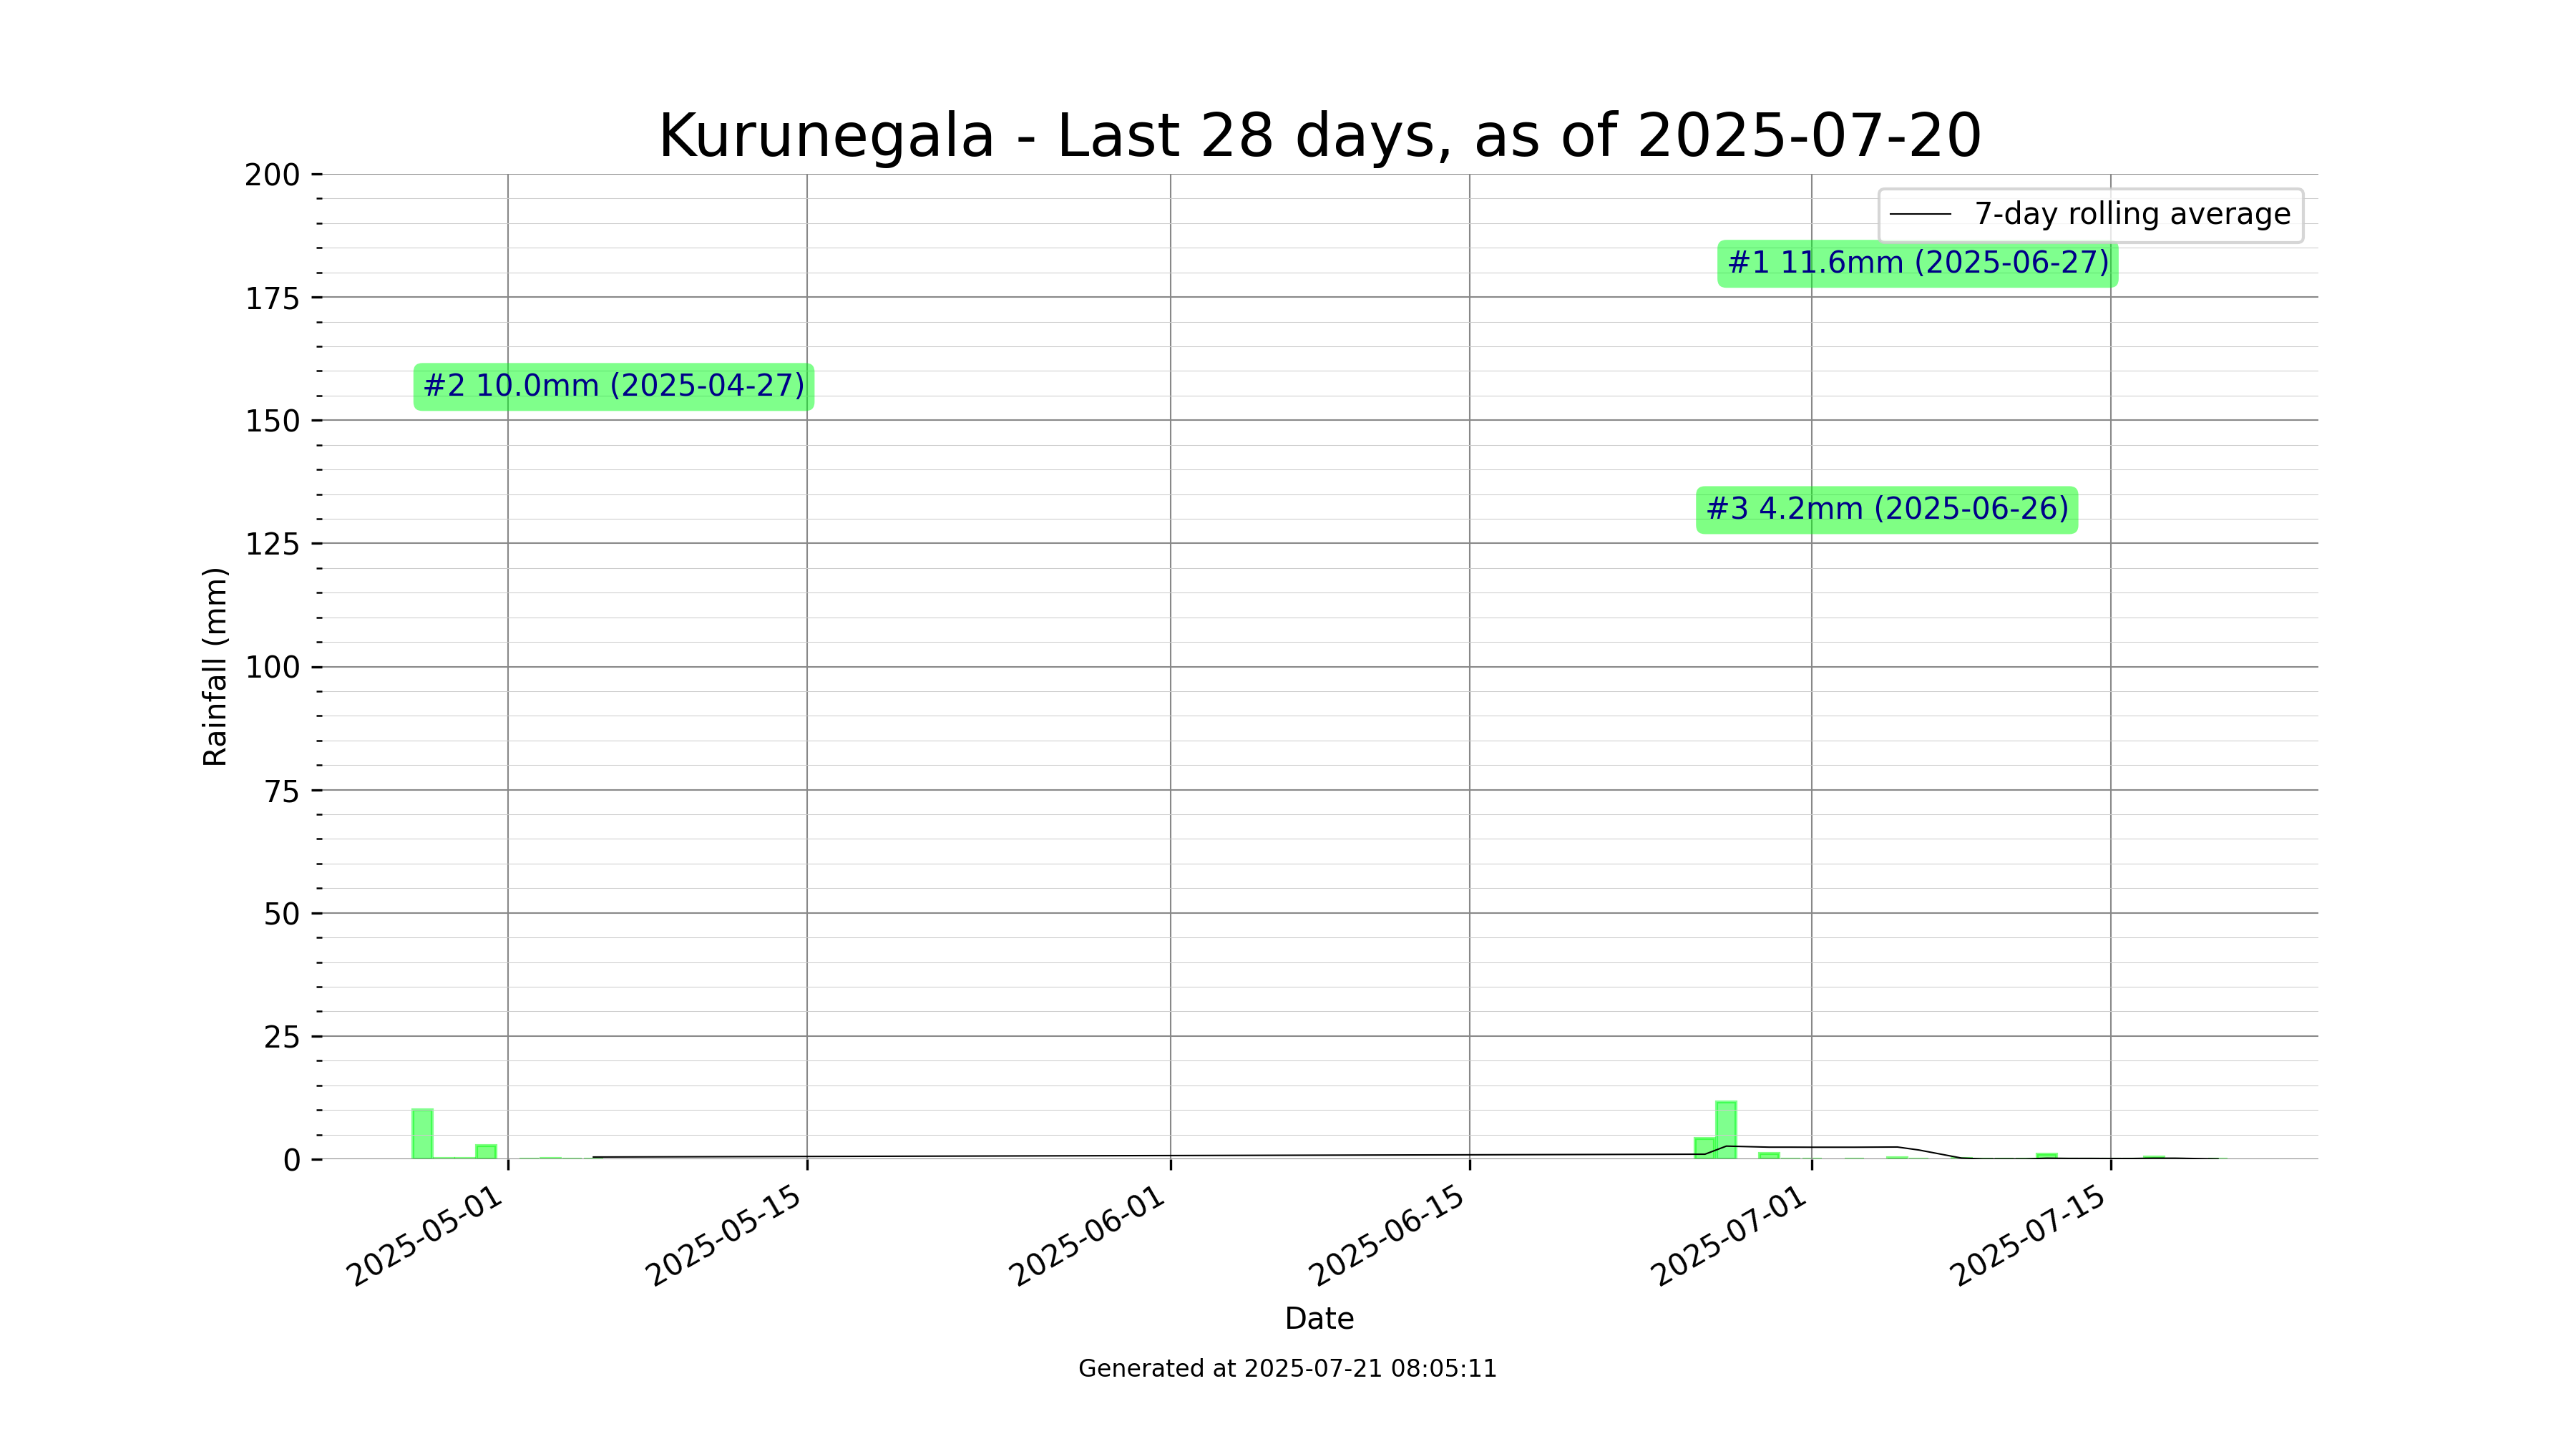 Kurunegala - Last 28 days, as of 2025-07-20
200
175
150
125
100
75
50
25
0
Rainfall (mm)
7-day rolling average
#1 11.6mm (2025-06-27)
#2 10.0mm (2025-04-27)
#3 4.2mm (2025-06-26)
2025-05-01
2025-05-15
2025-06-01
2025-06-15
2025-07-01
2025-07-15
Date
Generated at 2025-07-21 08:05:11